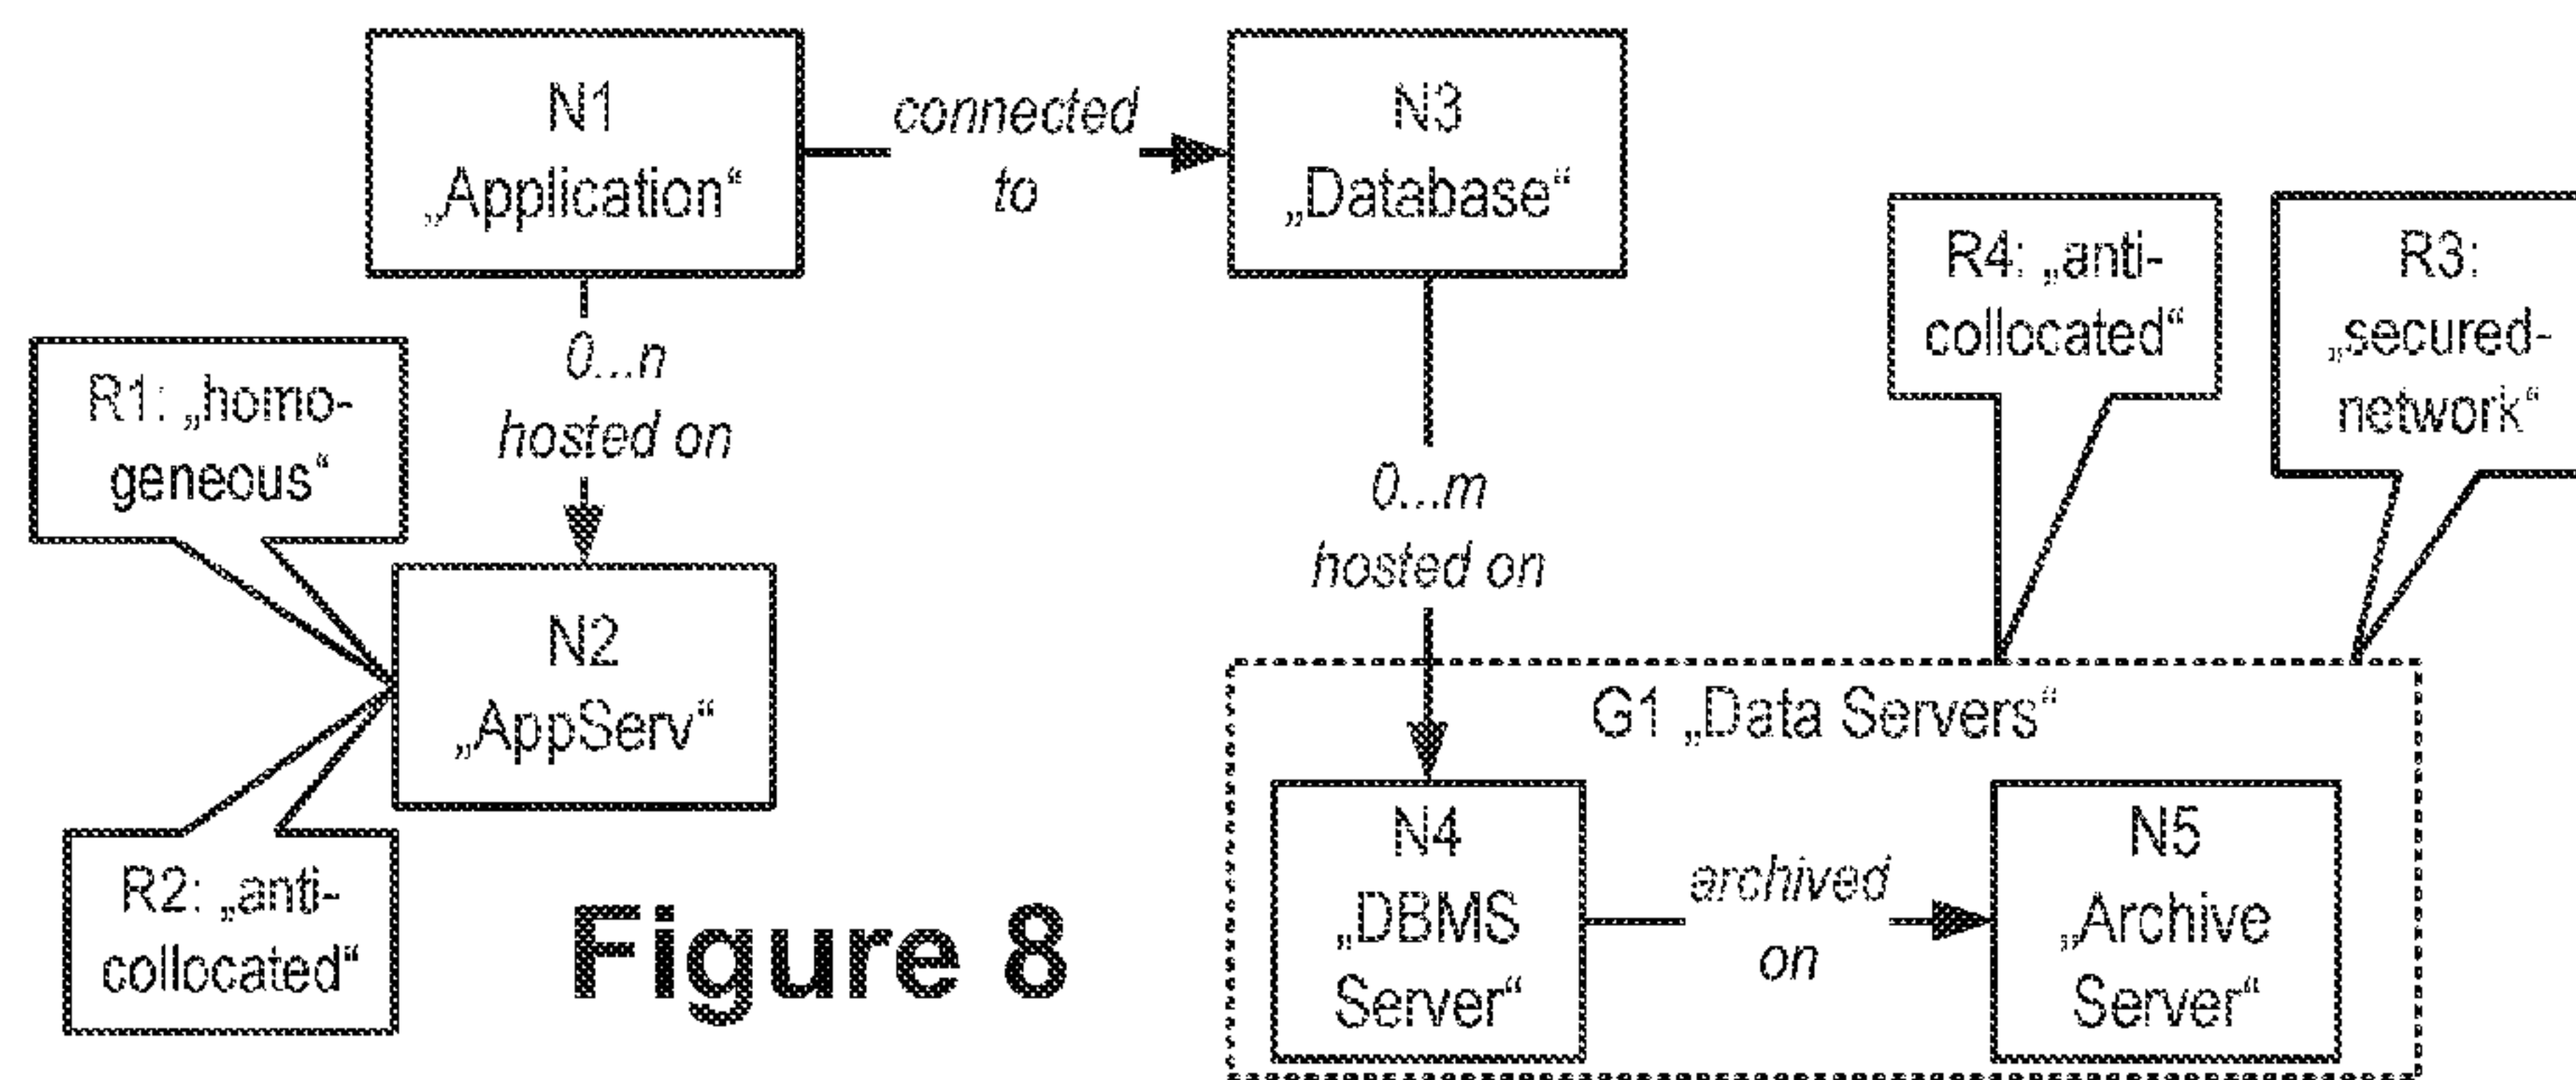 N1
„Application“
connected
to
N3
„Database“
R4: „anti-
collocated“
R3:
„secured-
network“
0...n
hosted on
R1: „homo-
geneous“
0...m
hosted on
N2
„AppServ“
G1 „Data Servers“
R2: „anti-
collocated“
N4
„DBMS
Server“
archived
on
N5
„Archive
Server“
Figure 8